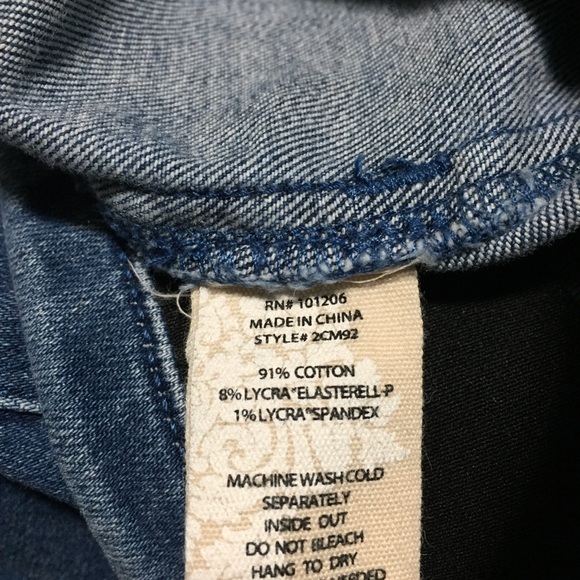 RN# 101206
MADE IN CHINA
STYLE# 2CM92
91% COTTON
8% LYCRA®ELASTERELL-P
1% LYCRA®SPANDEX
MACHINE WASH COLD
SEPARATELY
INSIDE OUT
DO NOT BLEACH
HANG TO DRY